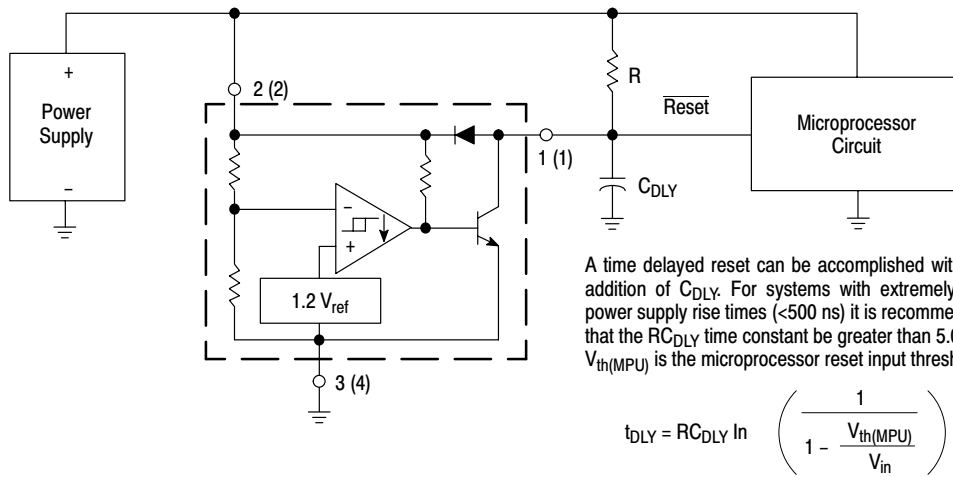 Power
Supply
+
−
2 (2)
R
Reset
Microprocessor
Circuit
1 (1)
C_DLY
−
+
1.2 V_ref
3 (4)
A time delayed reset can be accomplished wit
addition of C_DLY. For systems with extremely
power supply rise times (<500 ns) it is recomme
that the RC_DLY time constant be greater than 5.
V_th(MPU) is the microprocessor reset input thresh
t_DLY = RC_DLY In ( 1 / ( 1 − V_th(MPU) / V_in ) )